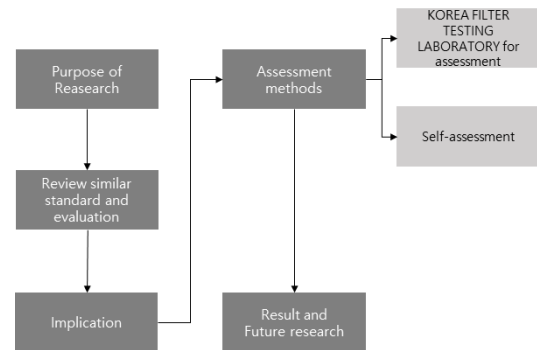 Purpose of
Reasearch
Review similar
standard and
evaluation
Implication
Assessment
methods
KOREA FILTER
TESTING
LABORATORY for
assessment
Self-assessment
Result and
Future research